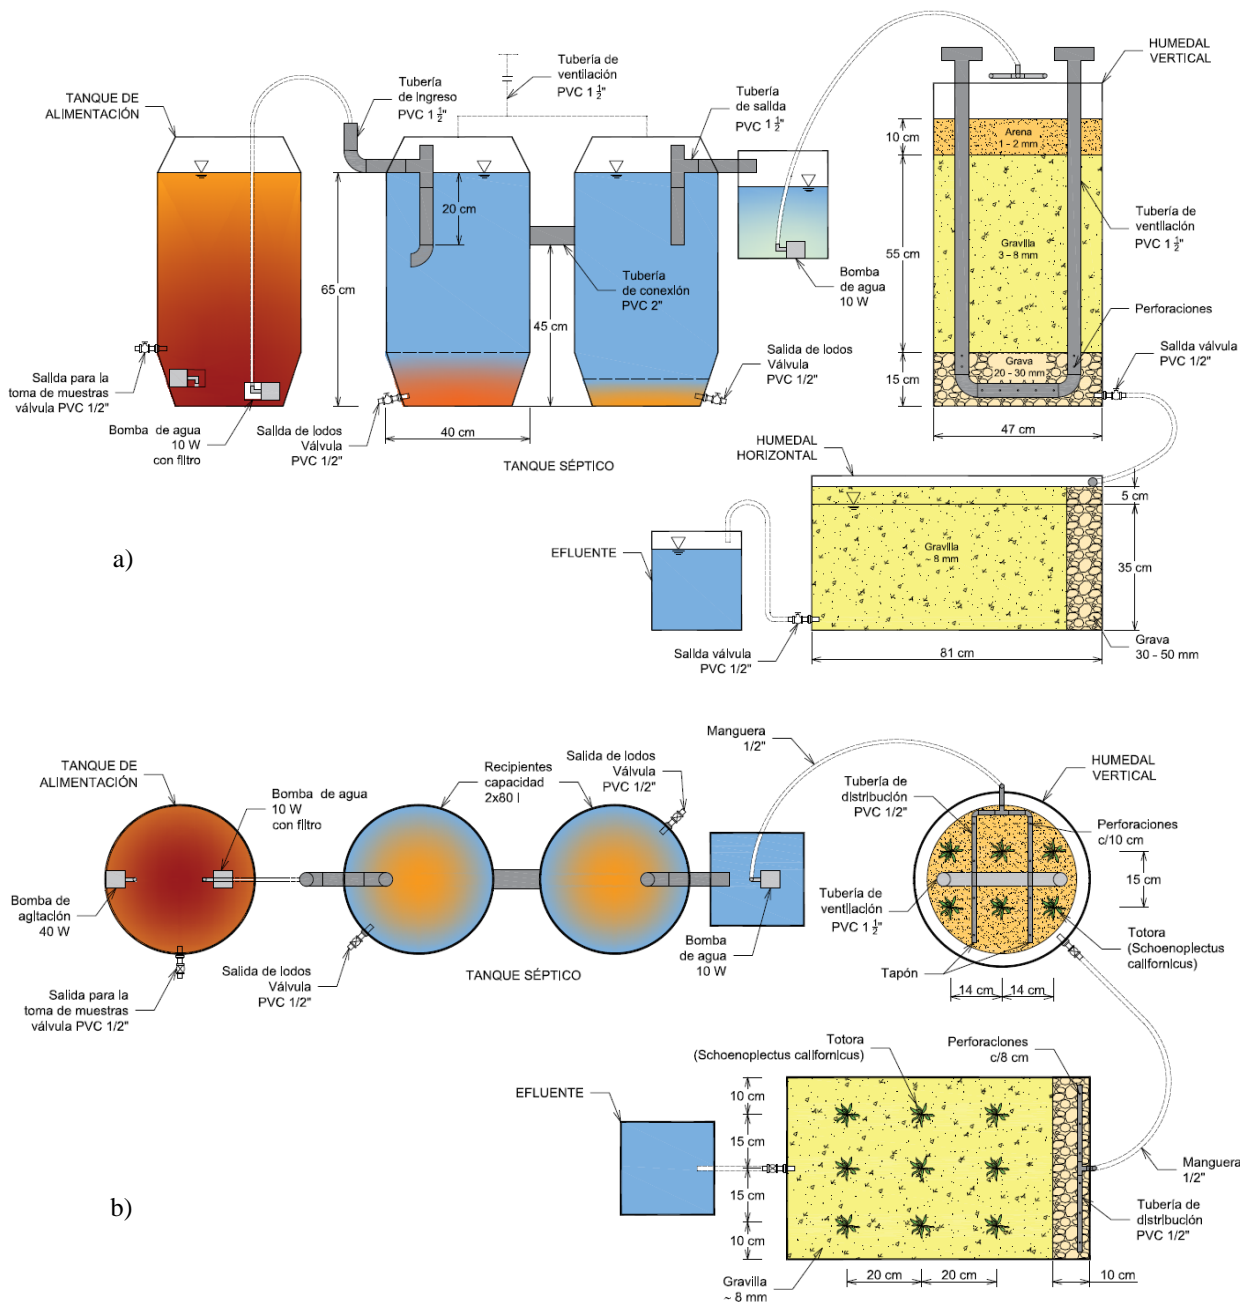 TANQUE DE
ALIMENTACIÓN
Tubería
de ingreso
PVC 1 1/2"
Tubería de
ventilación
PVC 1 1/2"
Tubería
de salida
PVC 1 1/2"
HUMEDAL
VERTICAL
10 cm
Arena
1 - 2 mm
20 cm
Tubería de
ventilación
PVC 1 1/2"
Gravilla
3 - 8 mm
55 cm
65 cm
Tubería
de conexión
PVC 2"
Bomba
de agua
10 W
45 cm
Perforaciones
Salida de lodos
Válvula
PVC 1/2"
Salida válvula
PVC 1/2"
Grava
20 - 30 mm
15 cm
Salida para la
toma de muestras
válvula PVC 1/2"
Bomba de agua
10 W
con filtro
Salida de lodos
Válvula
PVC 1/2"
40 cm
47 cm
TANQUE SÉPTICO
HUMEDAL
HORIZONTAL
5 cm
a)
EFLUENTE
Gravilla
~ 8 mm
35 cm
Salida válvula
PVC 1/2"
81 cm
Grava
30 - 50 mm
TANQUE DE
ALIMENTACIÓN
Bomba de agua
10 W
con filtro
Recipientes
capacidad
2x80 l
Salida de lodos
Válvula
PVC 1/2"
Manguera
1/2"
HUMEDAL
VERTICAL
Tubería de
distribución
PVC 1/2"
Perforaciones
c/10 cm
15 cm
Bomba de
agitación
40 W
Tubería de
ventilación
PVC 1 1/2"
Bomba
de agua
10 W
Totora
(Schoenoplectus
californicus)
Salida de lodos
Válvula
PVC 1/2"
TANQUE SÉPTICO
Tapón
14 cm
14 cm
Salida para la
toma de muestras
válvula PVC 1/2"
Totora
(Schoenoplectus californicus)
Perforaciones
c/8 cm
EFLUENTE
10 cm
15 cm
15 cm
10 cm
Manguera
1/2"
b)
Tubería de
distribución
PVC 1/2"
Gravilla
~ 8 mm
20 cm
20 cm
10 cm